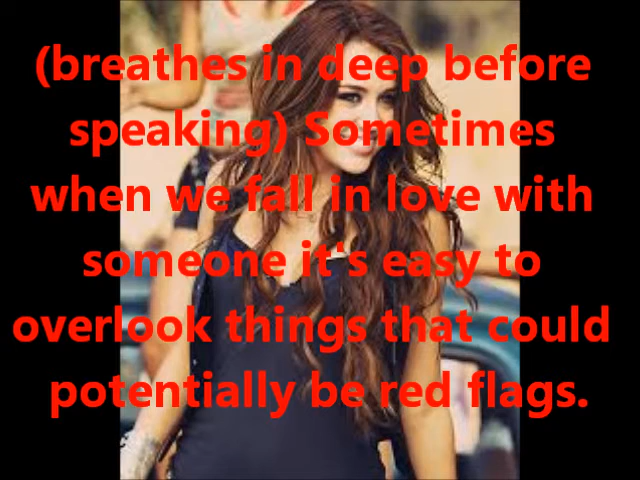 (breathes in deep before
speaking) Sometimes
when we fall in love with
someone it's easy to
overlook things that could
potentially be red flags.